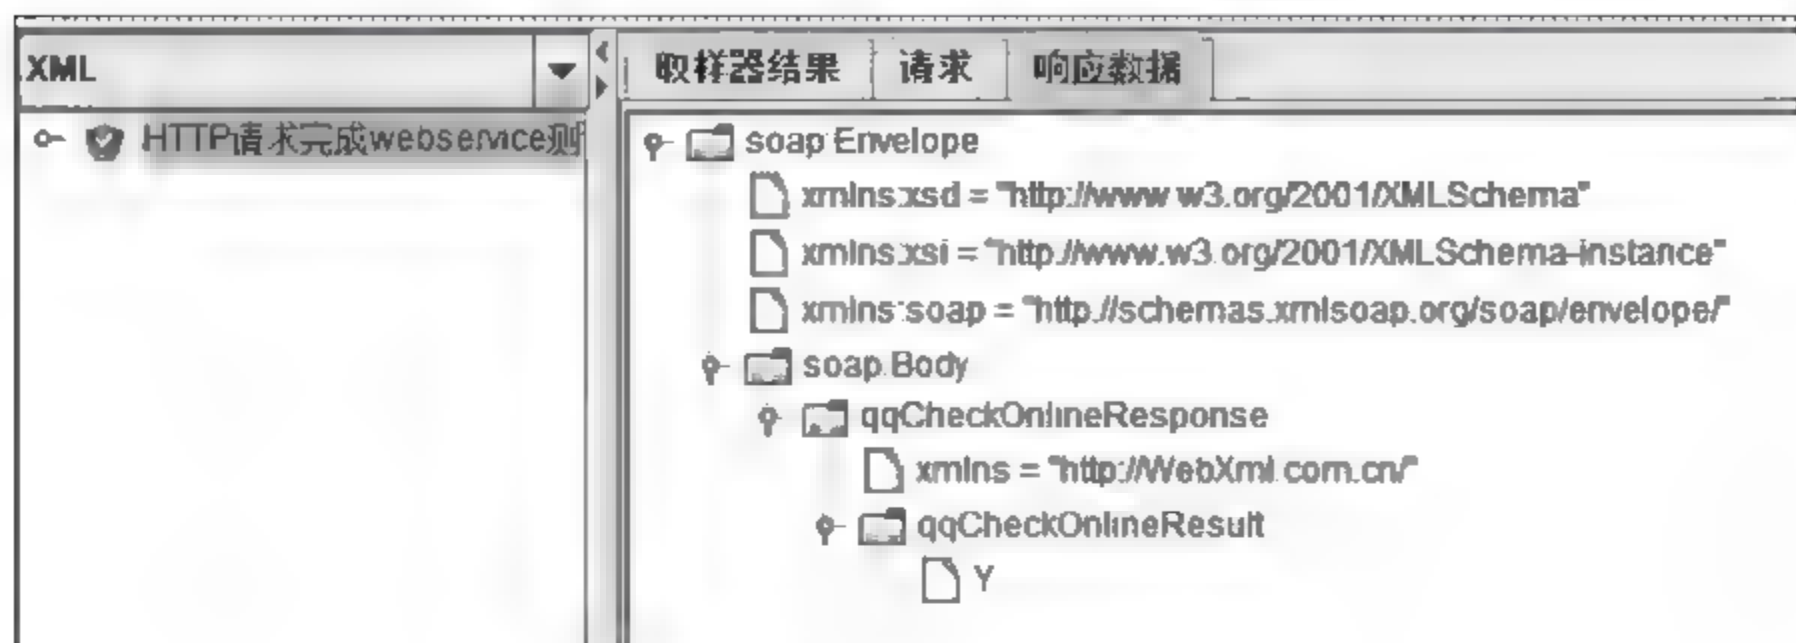 XML
取样器结果 请求 响应数据
HTTP请求完成webservice测
soap:Envelope
xmlns:xsd = "http://www.w3.org/2001/XMLSchema"
xmlns:xsi = "http://www.w3.org/2001/XMLSchema-instance"
xmlns:soap = "http://schemas.xmlsoap.org/soap/envelope/"
soap:Body
qqCheckOnlineResponse
xmlns = "http://WebXml.com.cn/"
qqCheckOnlineResult
Y